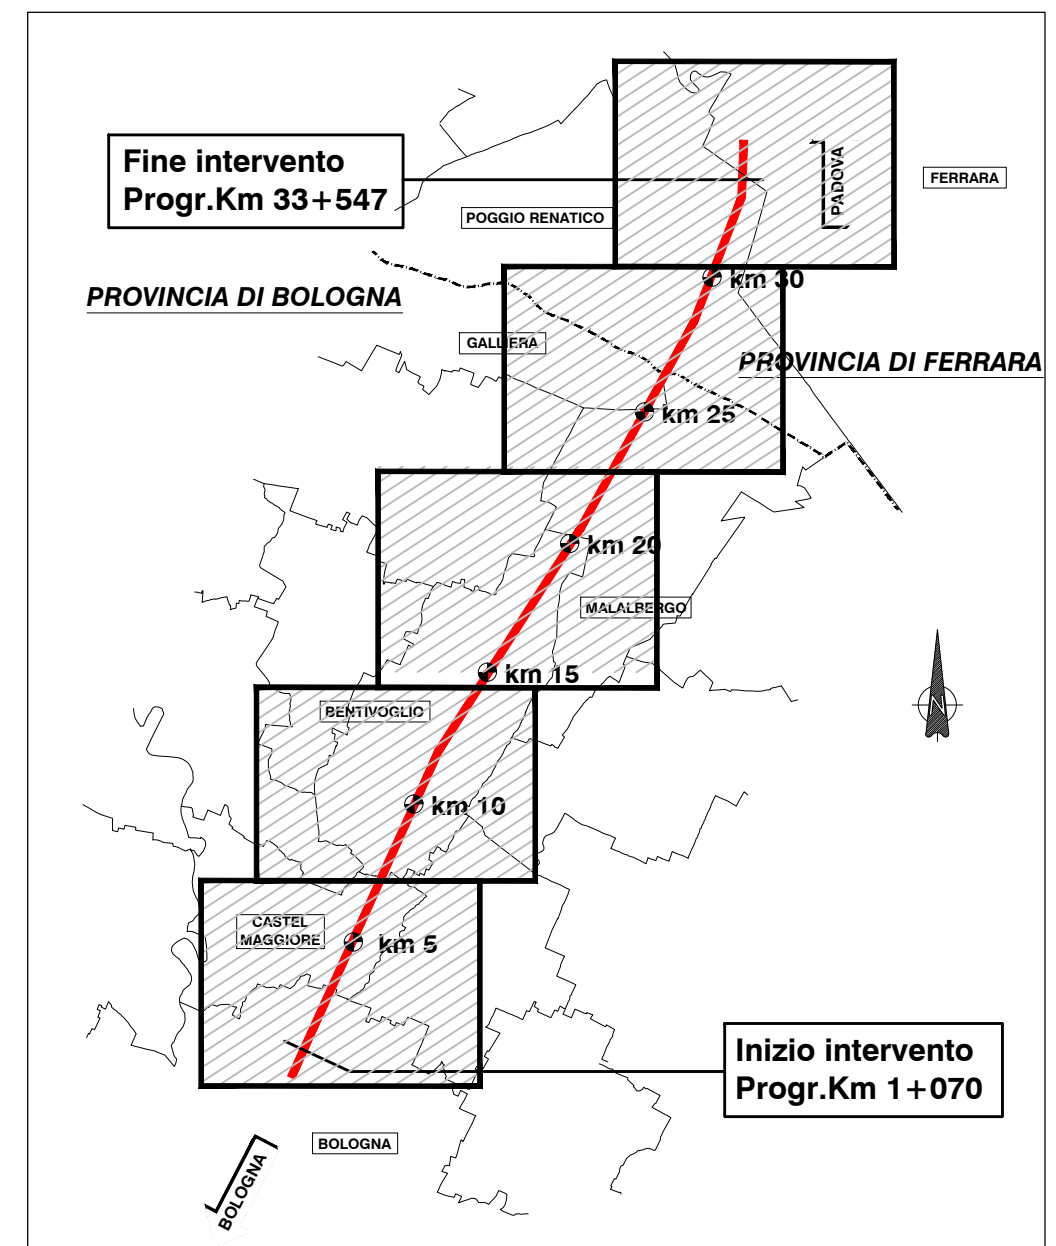 Fine intervento
Progr.Km 33+547
PADOVA
FERRARA
POGGIO RENATICO
km 30
PROVINCIA DI BOLOGNA
GALLIERA
PROVINCIA DI FERRARA
km 25
km 20
MALALBERGO
km 15
N
BENTIVOGLIO
km 10
CASTEL
MAGGIORE
km 5
Inizio intervento
Progr.Km 1+070
BOLOGNA
BOLOGNA